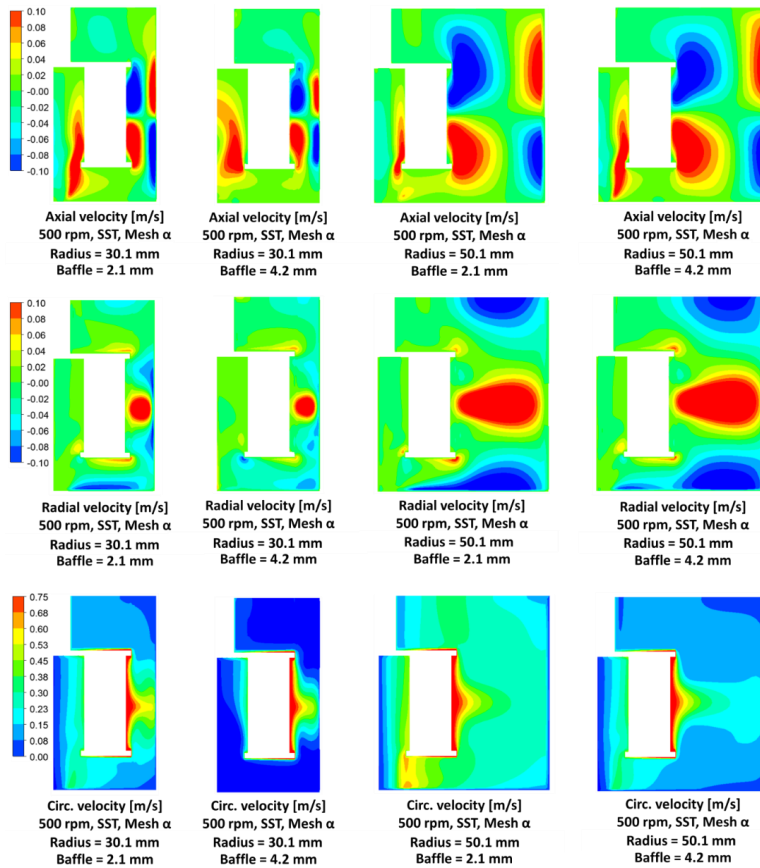 0.10
0.08
0.06
0.04
0.02
-0.00
-0.02
-0.04
-0.06
-0.08
-0.10
Axial velocity [m/s]
500 rpm, SST, Mesh α
Radius = 30.1 mm
Baffle = 2.1 mm
Axial velocity [m/s]
500 rpm, SST, Mesh α
Radius = 30.1 mm
Baffle = 4.2 mm
Axial velocity [m/s]
500 rpm, SST, Mesh α
Radius = 50.1 mm
Baffle = 2.1 mm
Axial velocity [m/s]
500 rpm, SST, Mesh α
Radius = 50.1 mm
Baffle = 4.2 mm
0.10
0.08
0.06
0.04
0.02
-0.00
-0.02
-0.04
-0.06
-0.08
-0.10
Radial velocity [m/s]
500 rpm, SST, Mesh α
Radius = 30.1 mm
Baffle = 2.1 mm
Radial velocity [m/s]
500 rpm, SST, Mesh α
Radius = 30.1 mm
Baffle = 4.2 mm
Radial velocity [m/s]
500 rpm, SST, Mesh α
Radius = 50.1 mm
Baffle = 2.1 mm
Radial velocity [m/s]
500 rpm, SST, Mesh α
Radius = 50.1 mm
Baffle = 4.2 mm
0.75
0.68
0.60
0.53
0.45
0.38
0.30
0.23
0.15
0.08
0.00
Circ. velocity [m/s]
500 rpm, SST, Mesh α
Radius = 30.1 mm
Baffle = 2.1 mm
Circ. velocity [m/s]
500 rpm, SST, Mesh α
Radius = 30.1 mm
Baffle = 4.2 mm
Circ. velocity [m/s]
500 rpm, SST, Mesh α
Radius = 50.1 mm
Baffle = 2.1 mm
Circ. velocity [m/s]
500 rpm, SST, Mesh α
Radius = 50.1 mm
Baffle = 4.2 mm